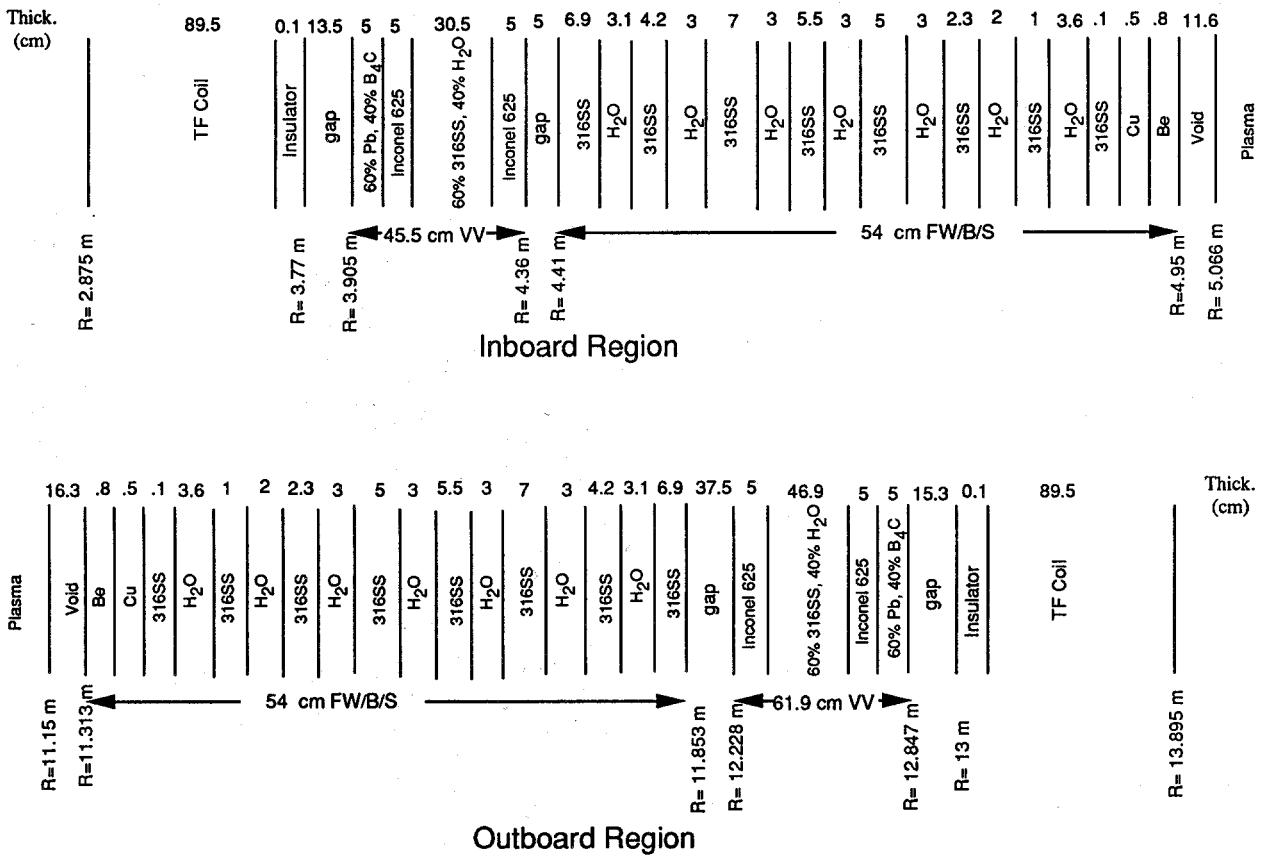 Thick. (cm) 89.5 0.1 13.5 5 5 30.5 5 5 6.9 3.1 4.2 3 7 3 5.5 3 5 3 2.3 2 1 3.6 .1 .5 .8 11.6
TF Coil
Insulator
gap
60% Pb, 40% B4C
Inconel 625
60% 316SS, 40% H2O
Inconel 625
gap
316SS
H2O
316SS
H2O
316SS
H2O
316SS
H2O
316SS
H2O
316SS
H2O
316SS
H2O
316SS
Cu
Be
Void
Plasma
45.5 cm VV
54 cm FW/B/S
R= 2.875 m
R= 3.77 m
R= 3.905 m
R= 4.36 m
R= 4.41 m
R=4.95 m
R= 5.066 m
Inboard Region
16.3 .8 .5 .1 3.6 1 2 2.3 3 5 3 5.5 3 7 3 4.2 3.1 6.9 37.5 5 46.9 5 5 15.3 0.1 89.5 Thick. (cm)
Plasma
Void
Be
Cu
316SS
H2O
316SS
H2O
316SS
H2O
316SS
H2O
316SS
H2O
316SS
H2O
316SS
H2O
316SS
gap
Inconel 625
60% 316SS, 40% H2O
Inconel 625
60% Pb, 40% B4C
gap
Insulator
TF Coil
54 cm FW/B/S
61.9 cm VV
R=11.15 m
R=11.313 m
R= 11.853 m
R= 12.228 m
R= 12.847 m
R= 13 m
R= 13.895 m
Outboard Region